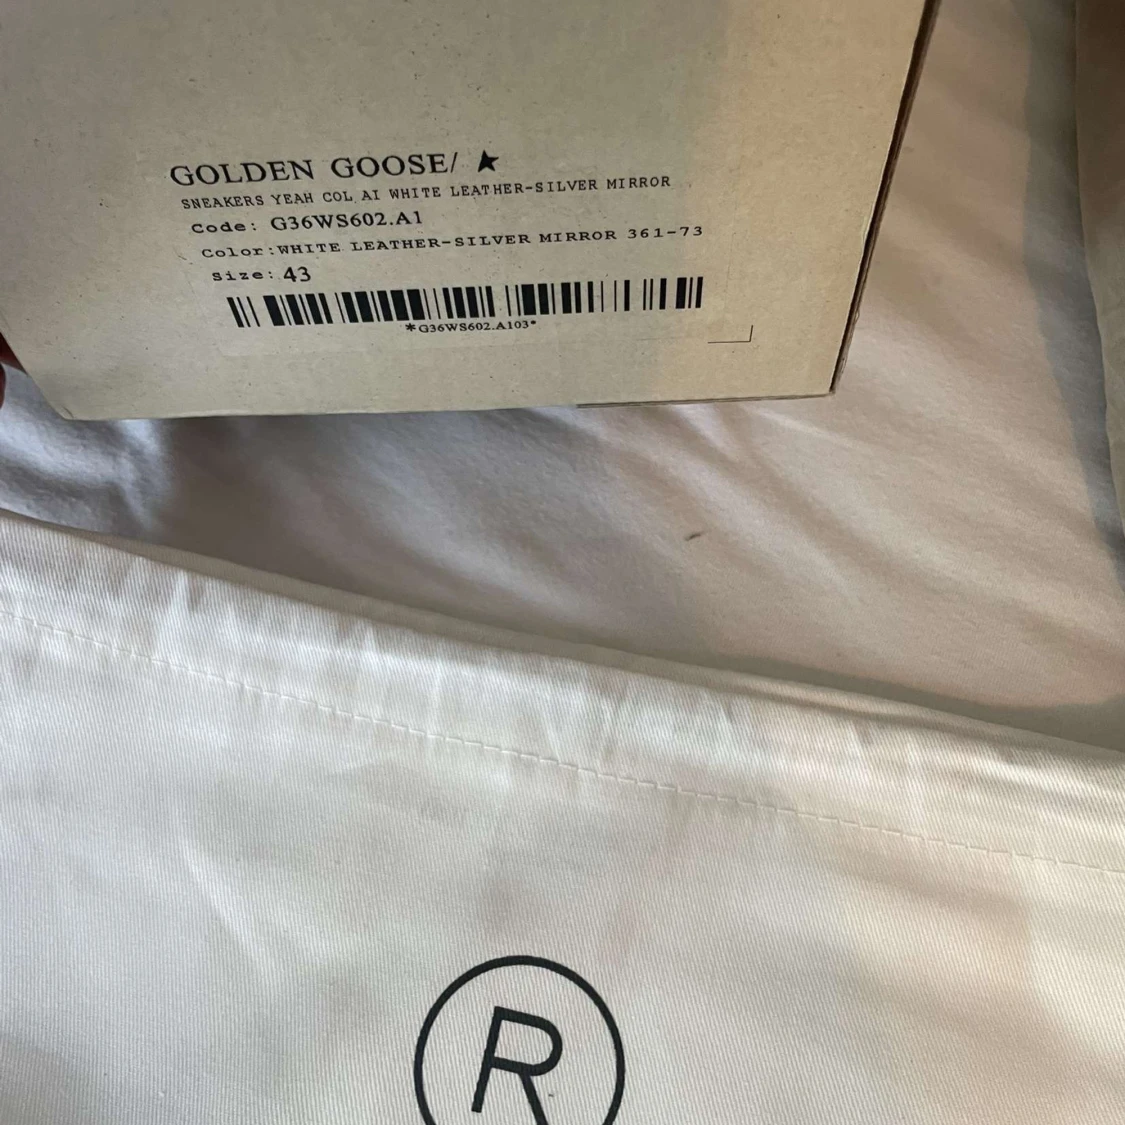 GOLDEN GOOSE/ ★
SNEAKERS YEAH COL AI WHITE LEATHER-SILVER MIRROR
Code: G36WS602.A1
Color:WHITE LEATHER-SILVER MIRROR 361-73
Size: 43
*G36WS602.A103*
R